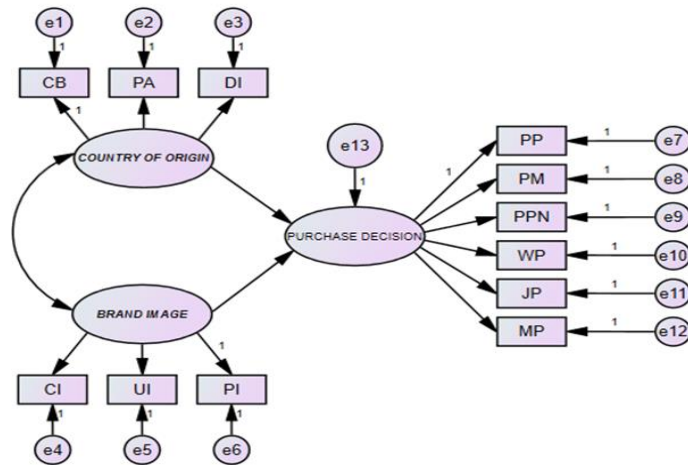 e1 e2 e3
1 1 1
CB PA DI
1
COUNTRY OF ORIGIN
e13
1
PURCHASE DECISION
1
PP 1 e7
PM 1 e8
PPN 1 e9
WP 1 e10
JP 1 e11
MP 1 e12
BRAND IMAGE
1
CI UI PI
1 1 1
e4 e5 e6